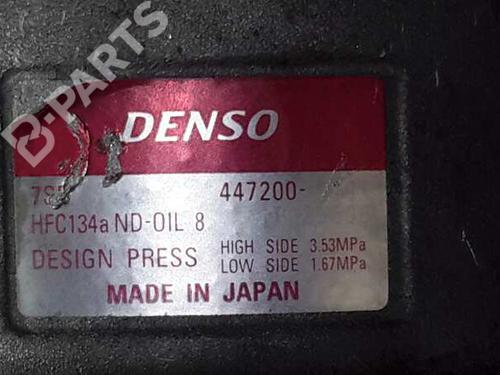 B-PARTS
DENSO
447200-
HFC134a ND-OIL 8
DESIGN PRESS HIGH SIDE 3.53MPa
LOW SIDE 1.67MPa
MADE IN JAPAN